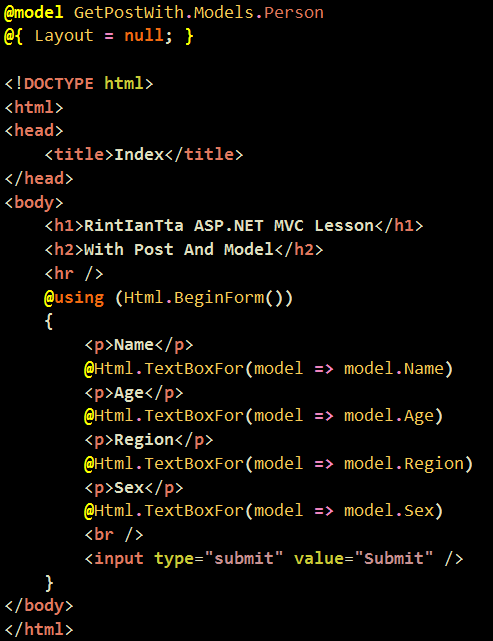 @model GetPostWith.Models.Person
@{ Layout = null; }
<!DOCTYPE html>
<html>
<head>
    <title>Index</title>
</head>
<body>
    <h1>RintIanTta ASP.NET MVC Lesson</h1>
    <h2>With Post And Model</h2>
    <hr />
    @using (Html.BeginForm())
    {
        <p>Name</p>
        @Html.TextBoxFor(model => model.Name)
        <p>Age</p>
        @Html.TextBoxFor(model => model.Age)
        <p>Region</p>
        @Html.TextBoxFor(model => model.Region)
        <p>Sex</p>
        @Html.TextBoxFor(model => model.Sex)
        <br />
        <input type="submit" value="Submit" />
    }
</body>
</html>